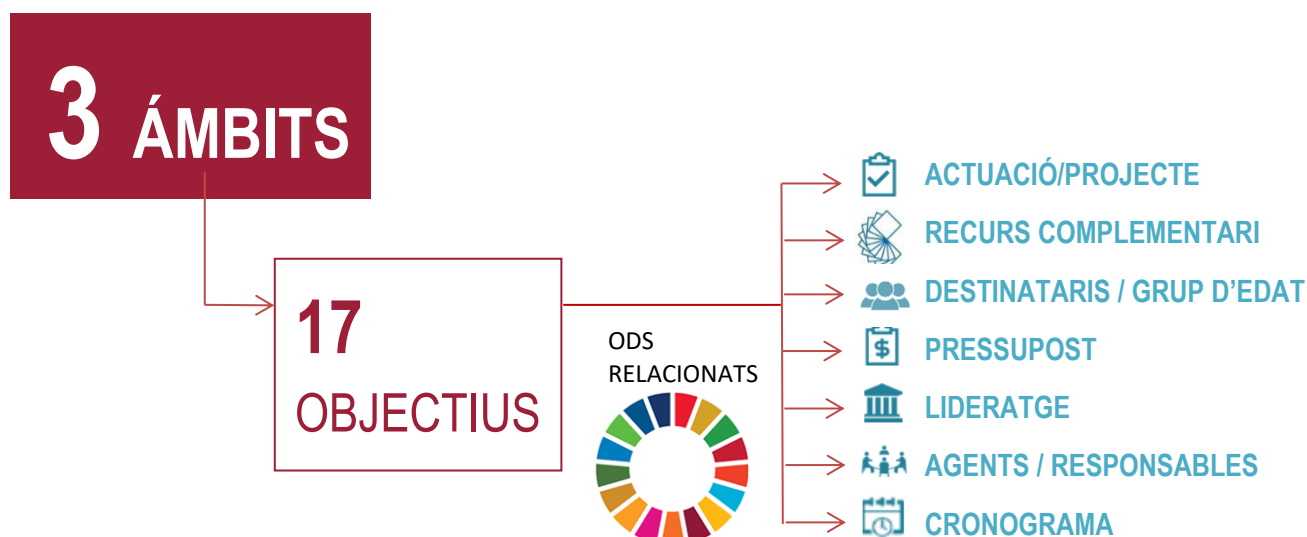 3 ÁMBITS
17
OBJECTIUS
ODS
RELACIONATS
ACTUACIÓ/PROJECTE
RECURS COMPLEMENTARI
DESTINATARIS / GRUP D’EDAT
PRESSUPOST
LIDERATGE
AGENTS / RESPONSABLES
CRONOGRAMA